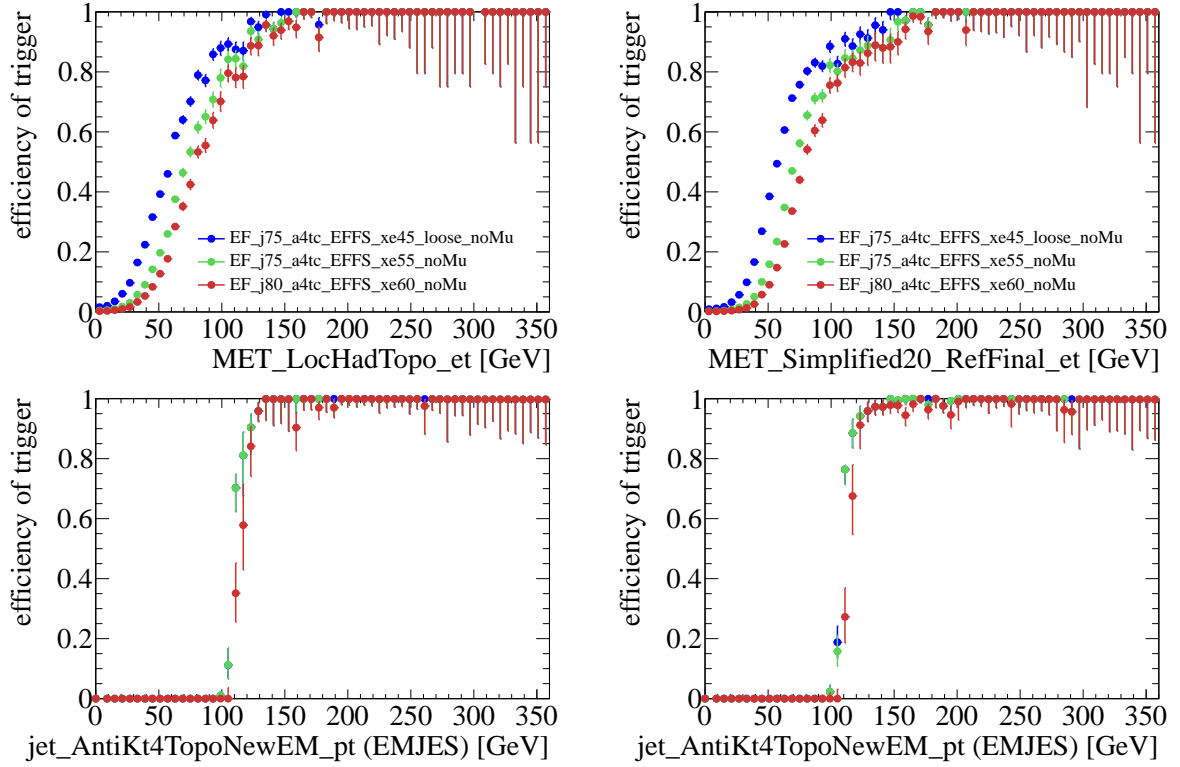 efficiency of trigger
1
0.8
0.6
0.4
0.2
0
EF_j75_a4tc_EFFS_xe45_loose_noMu
EF_j75_a4tc_EFFS_xe55_noMu
EF_j80_a4tc_EFFS_xe60_noMu
0 50 100 150 200 250 300 350
MET_LocHadTopo_et [GeV]
efficiency of trigger
1
0.8
0.6
0.4
0.2
0
EF_j75_a4tc_EFFS_xe45_loose_noMu
EF_j75_a4tc_EFFS_xe55_noMu
EF_j80_a4tc_EFFS_xe60_noMu
0 50 100 150 200 250 300 350
MET_Simplified20_RefFinal_et [GeV]
efficiency of trigger
1
0.8
0.6
0.4
0.2
0
0 50 100 150 200 250 300 350
jet_AntiKt4TopoNewEM_pt (EMJES) [GeV]
efficiency of trigger
1
0.8
0.6
0.4
0.2
0
0 50 100 150 200 250 300 350
jet_AntiKt4TopoNewEM_pt (EMJES) [GeV]